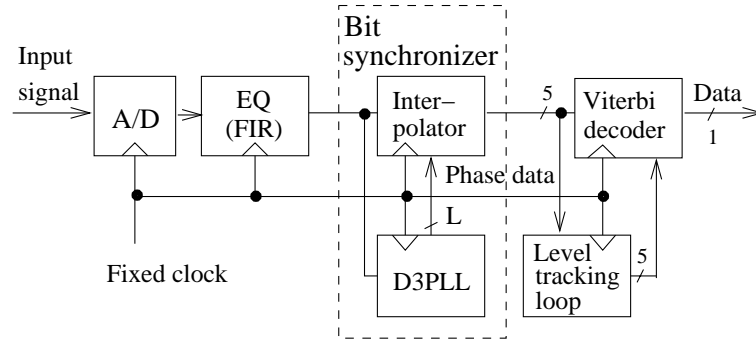 Bit
synchronizer
Input
signal
A/D
EQ
(FIR)
Inter−
polator
5
Viterbi
decoder
Data
1
Phase data
L
Fixed clock
D3PLL
Level
tracking
loop
5